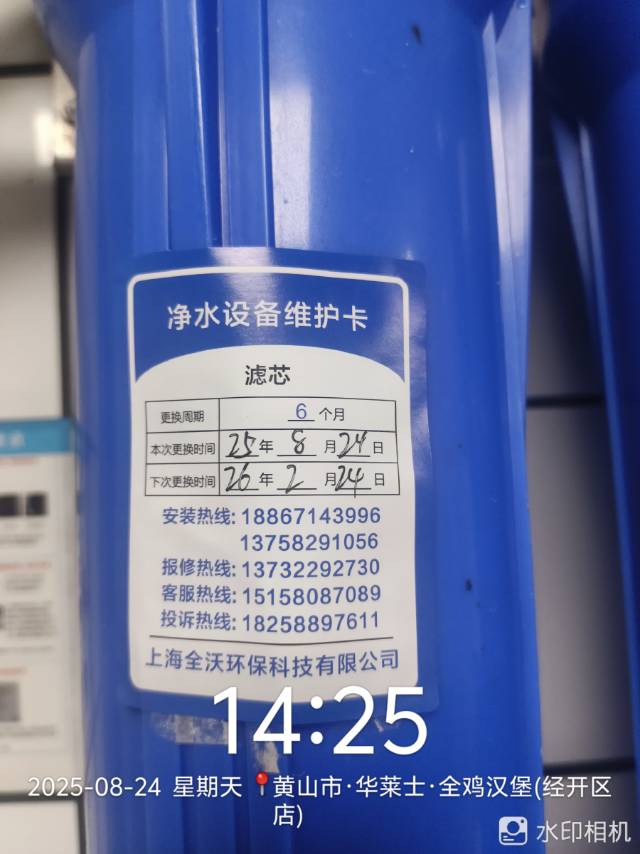 净水设备维护卡
滤芯
更换周期 6 个月
本次更换时间 25 年 8 月 24 日
下次更换时间 26 年 2 月 24 日
安装热线: 18867143996
13758291056
报修热线: 13732292730
客服热线: 15158087089
投诉热线: 18258897611
上海全沃环保科技有限公司
14:25
2025-08-24 星期天 📍黄山市·华莱士·全鸡汉堡(经开区
店)
水印相机